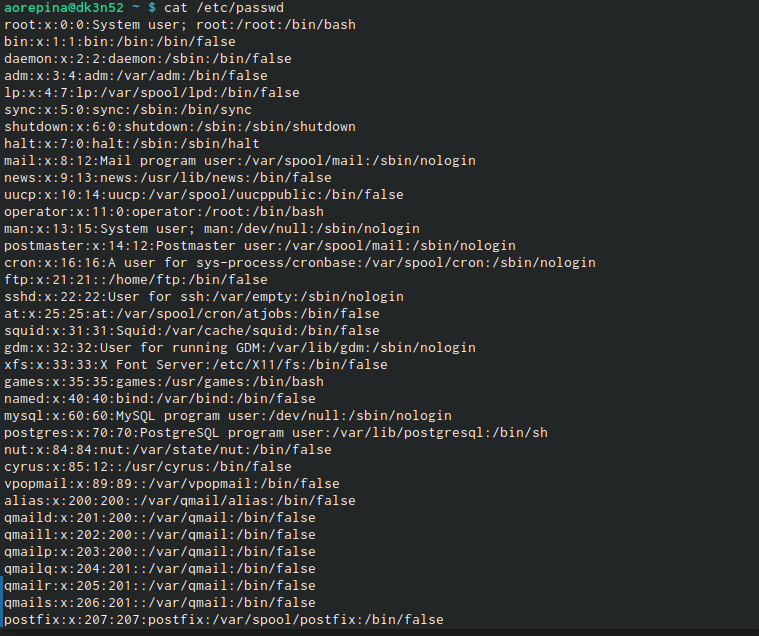 aorepina@dk3n52 ~ $ cat /etc/passwd
root:x:0:0:System user; root:/root:/bin/bash
bin:x:1:1:bin:/bin:/bin/false
daemon:x:2:2:daemon:/sbin:/bin/false
adm:x:3:4:adm:/var/adm:/bin/false
lp:x:4:7:lp:/var/spool/lpd:/bin/false
sync:x:5:0:sync:/sbin:/bin/sync
shutdown:x:6:0:shutdown:/sbin:/sbin/shutdown
halt:x:7:0:halt:/sbin:/sbin/halt
mail:x:8:12:Mail program user:/var/spool/mail:/sbin/nologin
news:x:9:13:news:/usr/lib/news:/bin/false
uucp:x:10:14:uucp:/var/spool/uucppublic:/bin/false
operator:x:11:0:operator:/root:/bin/bash
man:x:13:15:System user; man:/dev/null:/sbin/nologin
postmaster:x:14:12:Postmaster user:/var/spool/mail:/sbin/nologin
cron:x:16:16:A user for sys-process/cronbase:/var/spool/cron:/sbin/nologin
ftp:x:21:21::/home/ftp:/bin/false
sshd:x:22:22:User for ssh:/var/empty:/sbin/nologin
at:x:25:25:at:/var/spool/cron/atjobs:/bin/false
squid:x:31:31:Squid:/var/cache/squid:/bin/false
gdm:x:32:32:User for running GDM:/var/lib/gdm:/sbin/nologin
xfs:x:33:33:X Font Server:/etc/X11/fs:/bin/false
games:x:35:35:games:/usr/games:/bin/bash
named:x:40:40:bind:/var/bind:/bin/false
mysql:x:60:60:MySQL program user:/dev/null:/sbin/nologin
postgres:x:70:70:PostgreSQL program user:/var/lib/postgresql:/bin/sh
nut:x:84:84:nut:/var/state/nut:/bin/false
cyrus:x:85:12::/usr/cyrus:/bin/false
vpopmail:x:89:89::/var/vpopmail:/bin/false
alias:x:200:200::/var/qmail/alias:/bin/false
qmaild:x:201:200::/var/qmail:/bin/false
qmaill:x:202:200::/var/qmail:/bin/false
qmailp:x:203:200::/var/qmail:/bin/false
qmailq:x:204:201::/var/qmail:/bin/false
qmailr:x:205:201::/var/qmail:/bin/false
qmails:x:206:201::/var/qmail:/bin/false
postfix:x:207:207:postfix:/var/spool/postfix:/bin/false